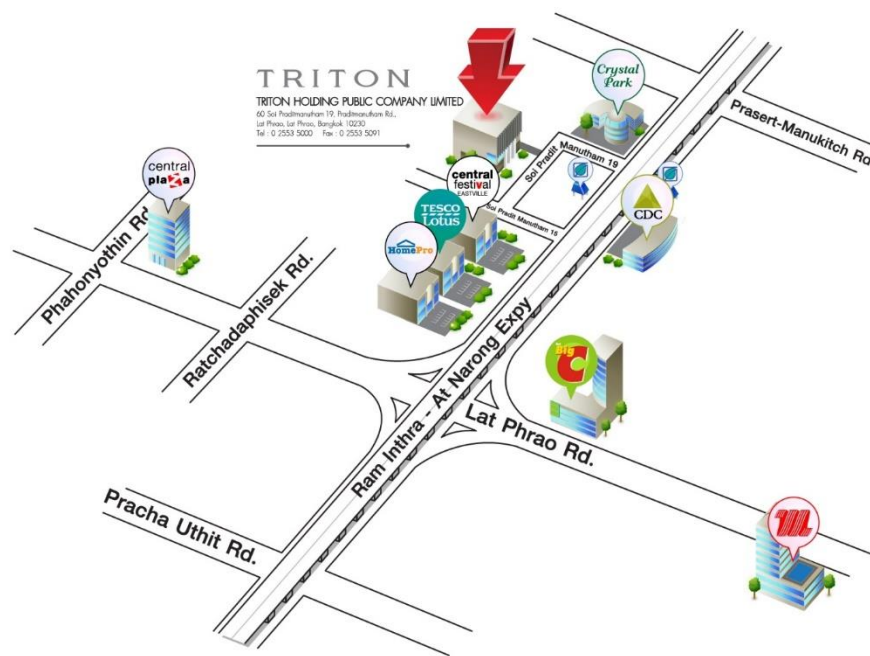 TRITON
TRITON HOLDING PUBLIC COMPANY LIMITED
60 Soi Praditmanutham 19, Praditmanutham Rd.,
Lat Phrao, Lat Phrao, Bangkok 10230
Tel : 0 2553 5000 Fax : 0 2553 5091
Crystal
Park
Prasert-Manukitch Rd
Soi Pradit Manutham 19
central
plaza
central
festival
EASTVILLE
TESCO
Lotus
HomePro
Soi Pradit Manutham 15
CDC
Phahonyothin Rd
Ratchadaphisek Rd.
Ram Inthra - At Narong Expy
Big
C
Lat Phrao Rd.
Pracha Uthit Rd.